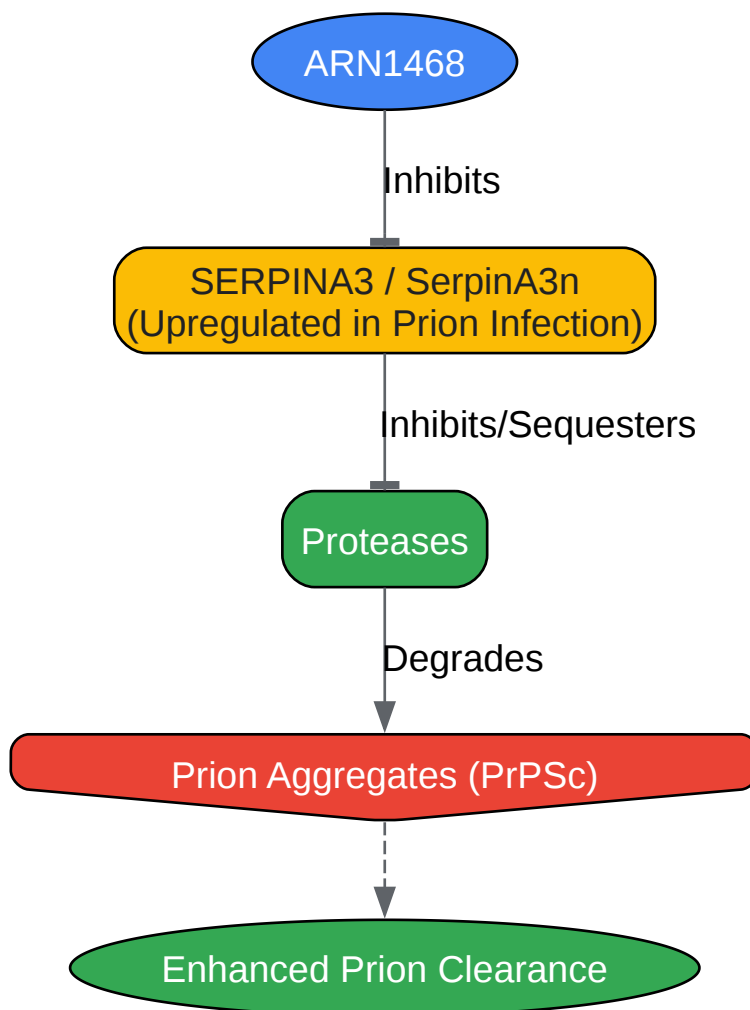 ARN1468
Inhibits
SERPINA3 / SerpinA3n
(Upregulated in Prion Infection)
Inhibits/Sequesters
Proteases
Degrades
Prion Aggregates (PrPSc)
Enhanced Prion Clearance